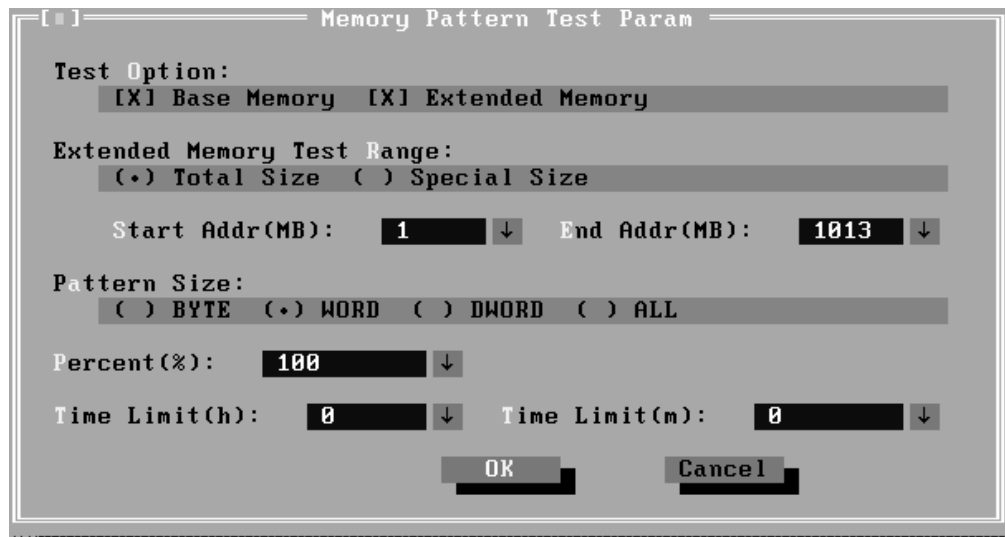 [■] Memory Pattern Test Param
Test Option:
[X] Base Memory [X] Extended Memory
Extended Memory Test Range:
(•) Total Size ( ) Special Size
Start Addr(MB): 1 ↓ End Addr(MB): 1013 ↓
Pattern Size:
( ) BYTE (•) WORD ( ) DWORD ( ) ALL
Percent(%): 100 ↓
Time Limit(h): 0 ↓ Time Limit(m): 0 ↓
OK Cancel